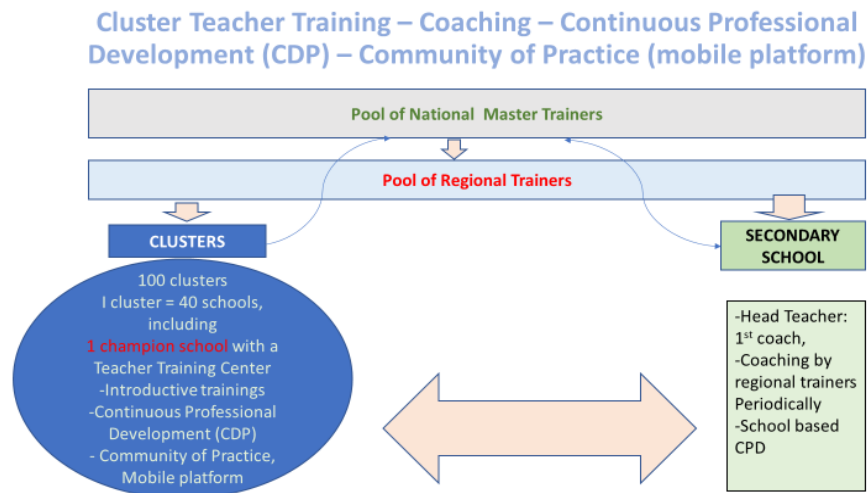 Cluster Teacher Training – Coaching – Continuous Professional
Development (CDP) – Community of Practice (mobile platform)
Pool of National Master Trainers
Pool of Regional Trainers
CLUSTERS
SECONDARY
SCHOOL
100 clusters
I cluster = 40 schools,
including
1 champion school with a
Teacher Training Center
-Introductive trainings
-Continuous Professional
Development (CDP)
- Community of Practice,
Mobile platform
-Head Teacher:
1st coach,
-Coaching by
regional trainers
Periodically
-School based
CPD